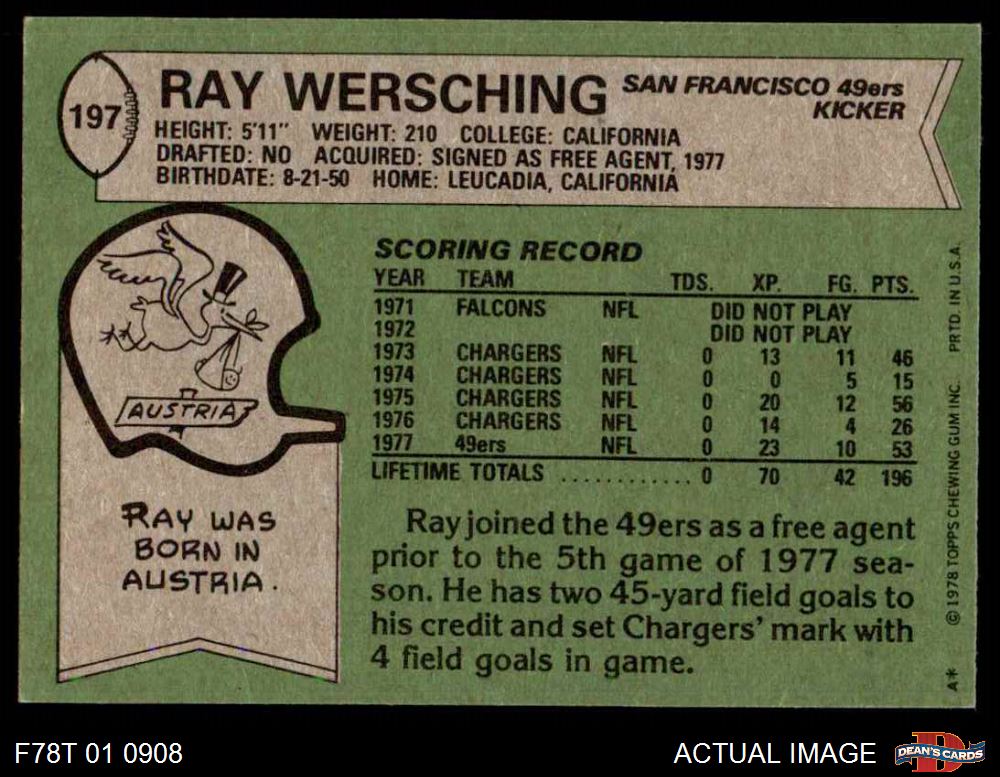 197
RAY WERSCHING
SAN FRANCISCO 49ers
KICKER
HEIGHT: 5'11" WEIGHT: 210 COLLEGE: CALIFORNIA
DRAFTED: NO ACQUIRED: SIGNED AS FREE AGENT, 1977
BIRTHDATE: 8-21-50 HOME: LEUCADIA, CALIFORNIA
AUSTRIA
RAY WAS
BORN IN
AUSTRIA.
SCORING RECORD
YEAR TEAM TDS. XP. FG. PTS.
1971 FALCONS NFL DID NOT PLAY
1972 DID NOT PLAY
1973 CHARGERS NFL 0 13 11 46
1974 CHARGERS NFL 0 0 5 15
1975 CHARGERS NFL 0 20 12 56
1976 CHARGERS NFL 0 14 4 26
1977 49ers NFL 0 23 10 53
LIFETIME TOTALS ............ 0 70 42 196
Ray joined the 49ers as a free agent
prior to the 5th game of 1977 sea-
son. He has two 45-yard field goals to
his credit and set Chargers' mark with
4 field goals in game.
A* © 1978 TOPPS CHEWING GUM INC. PRTD. IN U.S.A.
F78T 01 0908
ACTUAL IMAGE
D
DEAN'S CARDS